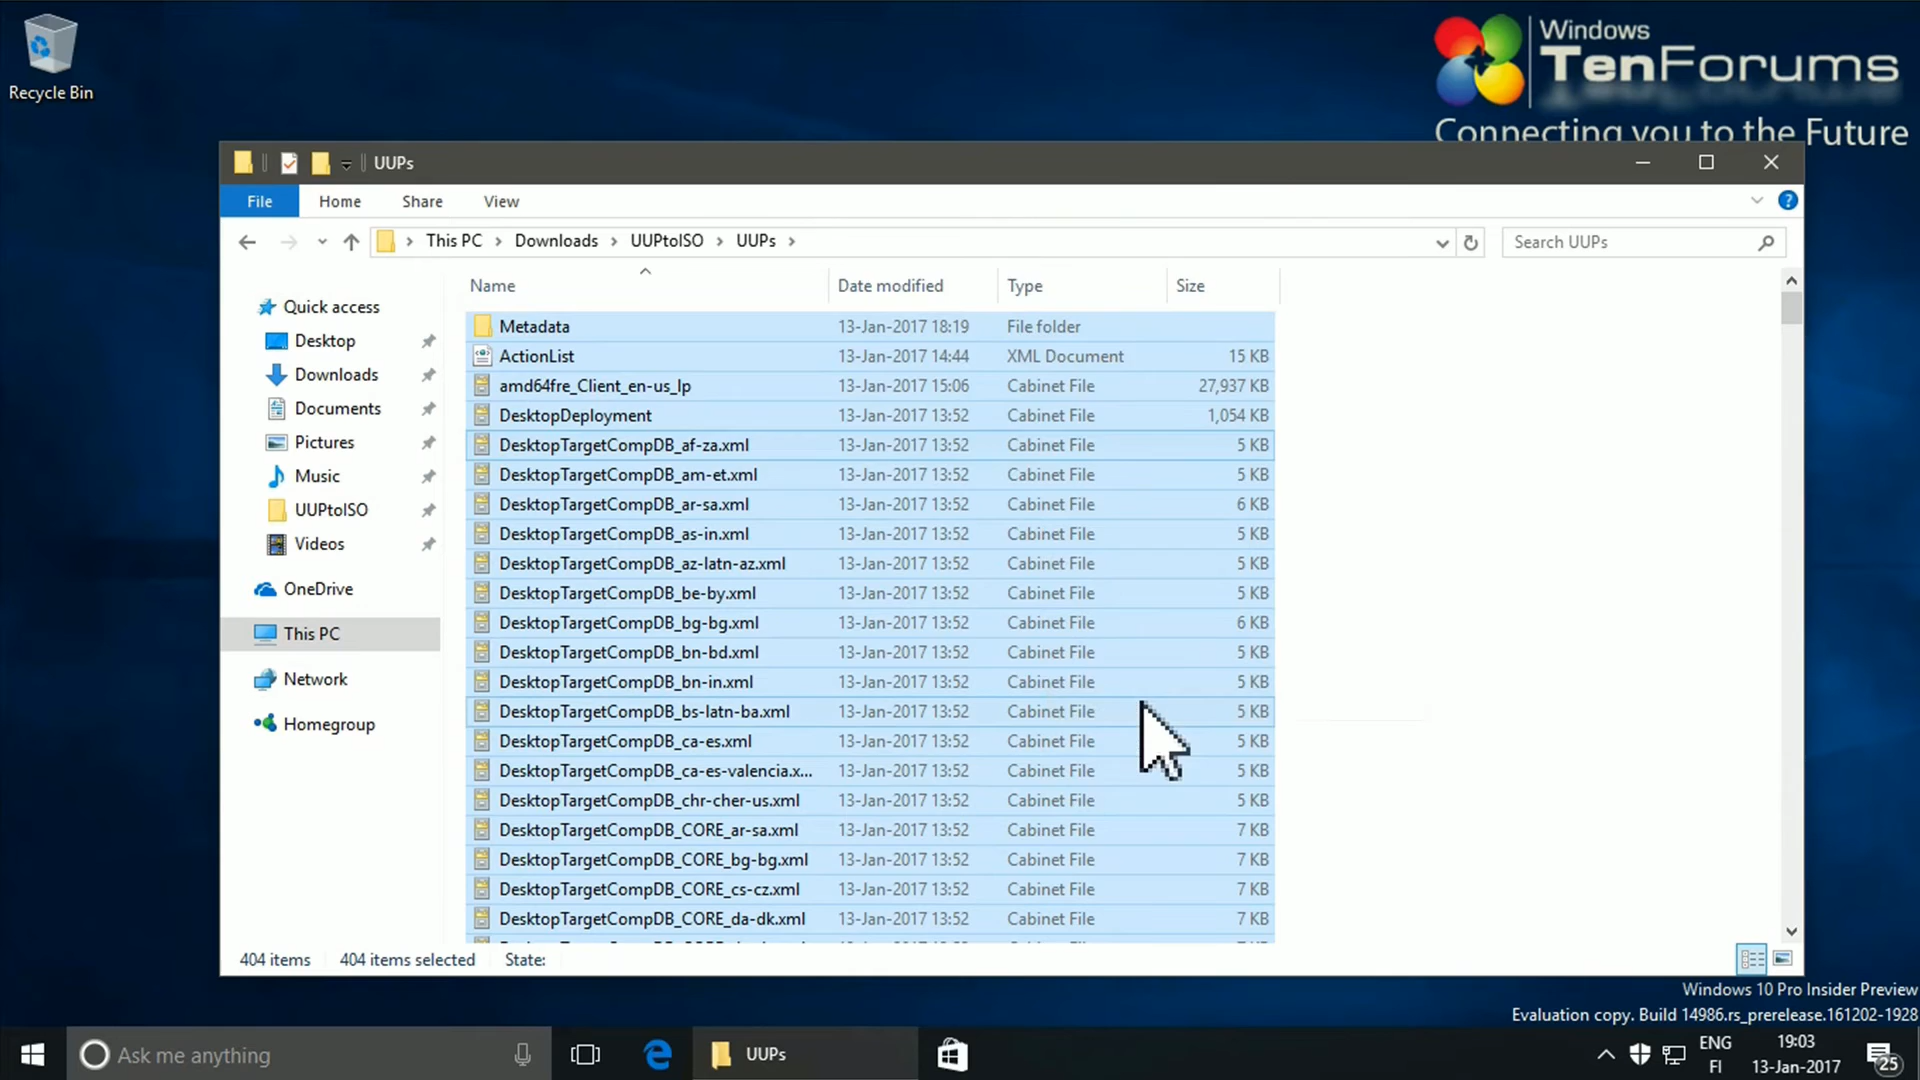 Recycle Bin
Windows
TenForums
Connecting you to the Future
UUPs
File Home Share View
This PC Downloads UUPtoISO UUPs
Search UUPs
Name Date modified Type Size
Quick access
Desktop
Downloads
Documents
Pictures
Music
UUPtoISO
Videos
OneDrive
This PC
Network
Homegroup
Metadata 13-Jan-2017 18:19 File folder
ActionList 13-Jan-2017 14:44 XML Document 15 KB
amd64fre_Client_en-us_lp 13-Jan-2017 15:06 Cabinet File 27,937 KB
DesktopDeployment 13-Jan-2017 13:52 Cabinet File 1,054 KB
DesktopTargetCompDB_af-za.xml 13-Jan-2017 13:52 Cabinet File 5 KB
DesktopTargetCompDB_am-et.xml 13-Jan-2017 13:52 Cabinet File 5 KB
DesktopTargetCompDB_ar-sa.xml 13-Jan-2017 13:52 Cabinet File 6 KB
DesktopTargetCompDB_as-in.xml 13-Jan-2017 13:52 Cabinet File 5 KB
DesktopTargetCompDB_az-latn-az.xml 13-Jan-2017 13:52 Cabinet File 5 KB
DesktopTargetCompDB_be-by.xml 13-Jan-2017 13:52 Cabinet File 5 KB
DesktopTargetCompDB_bg-bg.xml 13-Jan-2017 13:52 Cabinet File 6 KB
DesktopTargetCompDB_bn-bd.xml 13-Jan-2017 13:52 Cabinet File 5 KB
DesktopTargetCompDB_bn-in.xml 13-Jan-2017 13:52 Cabinet File 5 KB
DesktopTargetCompDB_bs-latn-ba.xml 13-Jan-2017 13:52 Cabinet File 5 KB
DesktopTargetCompDB_ca-es.xml 13-Jan-2017 13:52 Cabinet File 5 KB
DesktopTargetCompDB_ca-es-valencia.x... 13-Jan-2017 13:52 Cabinet File 5 KB
DesktopTargetCompDB_chr-cher-us.xml 13-Jan-2017 13:52 Cabinet File 5 KB
DesktopTargetCompDB_CORE_ar-sa.xml 13-Jan-2017 13:52 Cabinet File 7 KB
DesktopTargetCompDB_CORE_bg-bg.xml 13-Jan-2017 13:52 Cabinet File 7 KB
DesktopTargetCompDB_CORE_cs-cz.xml 13-Jan-2017 13:52 Cabinet File 7 KB
DesktopTargetCompDB_CORE_da-dk.xml 13-Jan-2017 13:52 Cabinet File 7 KB
404 items 404 items selected State:
Windows 10 Pro Insider Preview
Evaluation copy. Build 14986.rs_prerelease.161202-1928
Ask me anything
UUPs
ENG
FI
19:03
13-Jan-2017
25